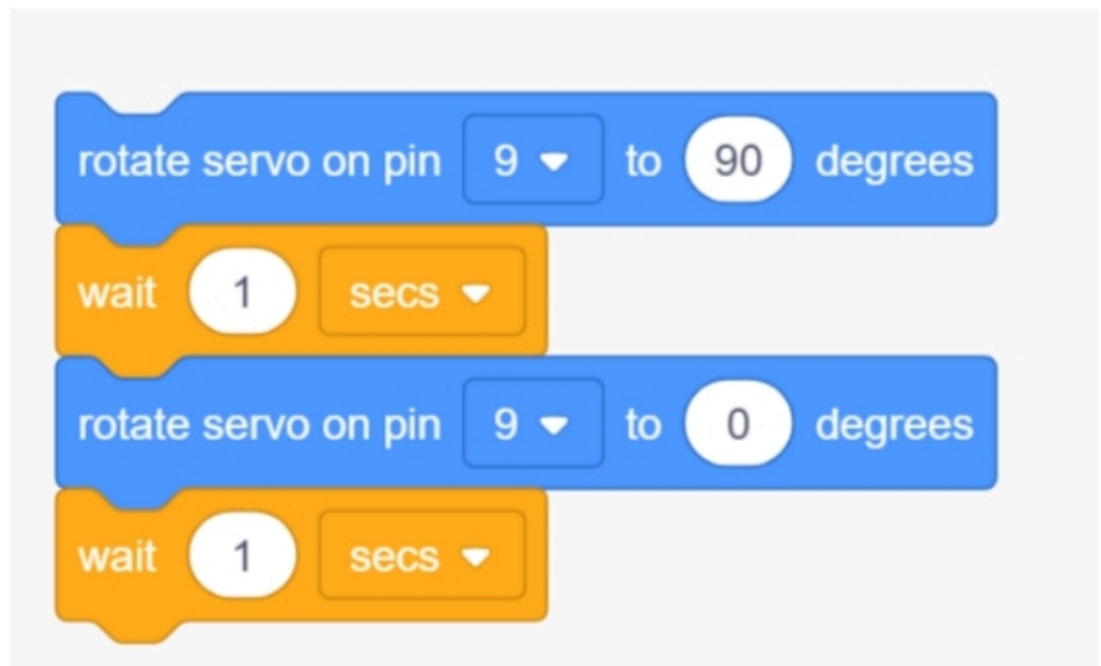 rotate servo on pin 9 to 90 degrees
wait 1 secs
rotate servo on pin 9 to 0 degrees
wait 1 secs